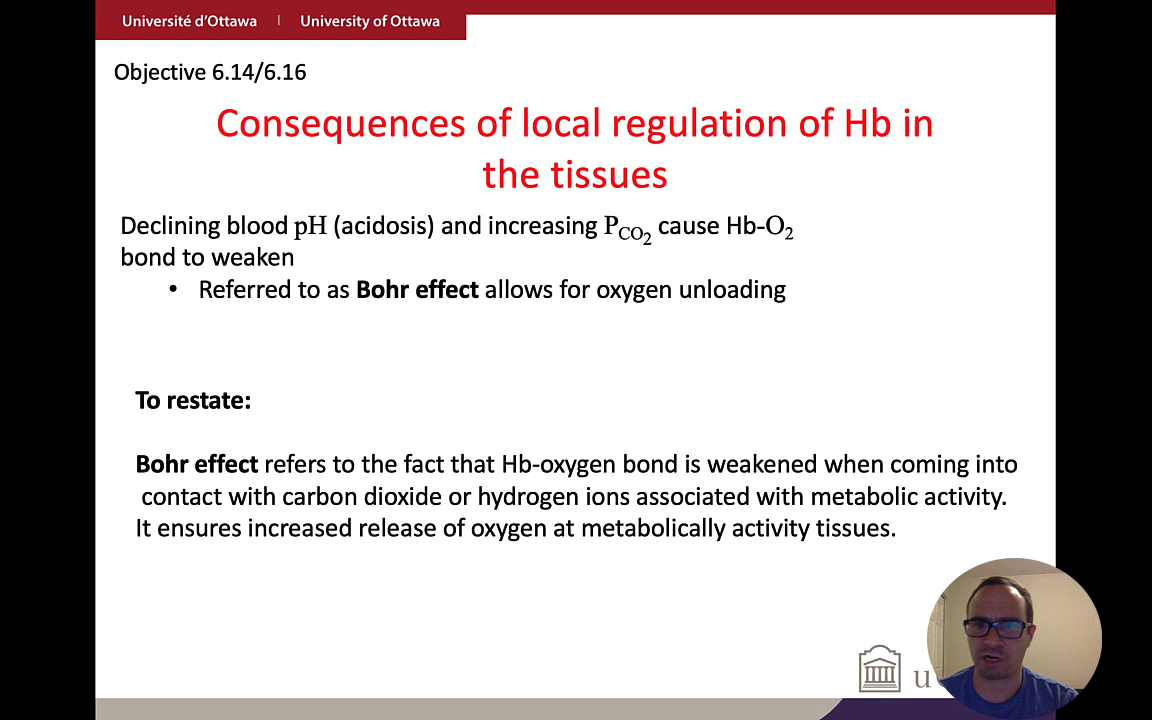 Université d'Ottawa | University of Ottawa
Objective 6.14/6.16
Consequences of local regulation of Hb in
the tissues
Declining blood pH (acidosis) and increasing P_CO₂ cause Hb-O₂
bond to weaken
• Referred to as Bohr effect allows for oxygen unloading
To restate:
Bohr effect refers to the fact that Hb-oxygen bond is weakened when coming into
contact with carbon dioxide or hydrogen ions associated with metabolic activity.
It ensures increased release of oxygen at metabolically activity tissues.